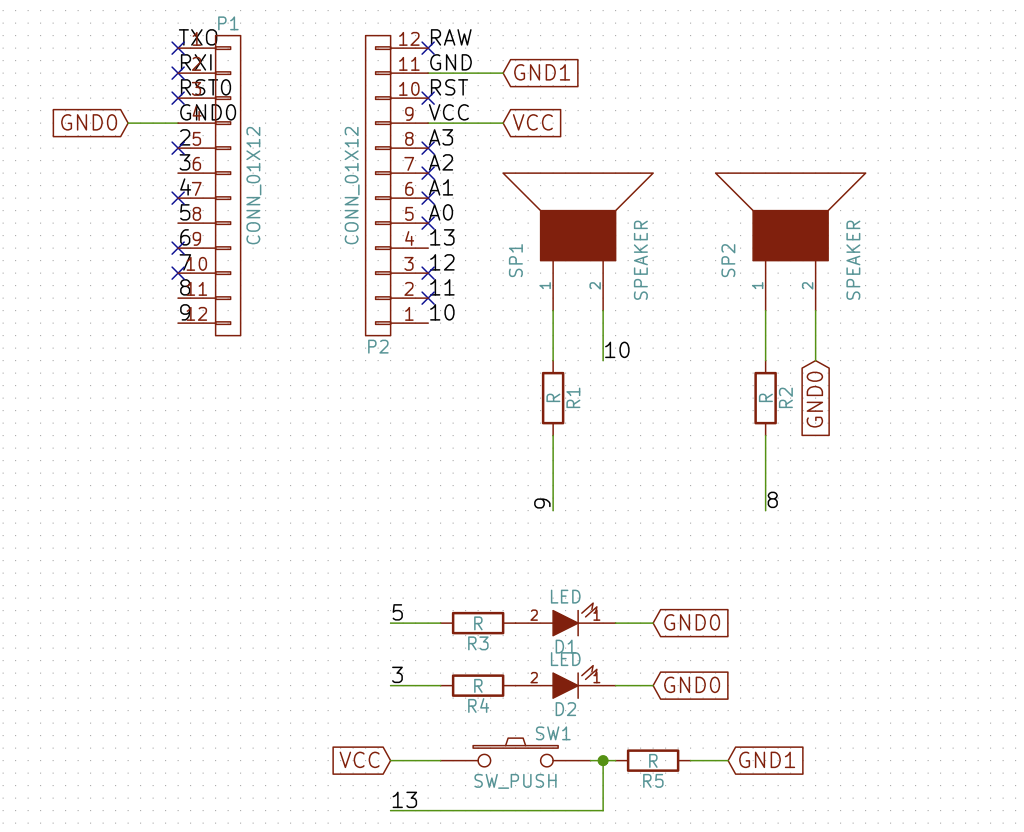 P1
TXO 1
RXI 2
RST0 3
GND0 4
GND0
2 5
3 6
4 7
5 8
6 9
7 10
8 11
9 12
CONN_01X12
12 RAW
11 GND
GND1
10 RST
9 VCC
VCC
8 A3
7 A2
6 A1
5 A0
4 13
3 12
2 11
1 10
CONN_01X12
P2
SP1
SPEAKER
1
2
10
R
R1
9
SP2
SPEAKER
1
2
R
R2
GND0
8
5
R
R3
2
LED
1
D1
GND0
3
R
R4
2
LED
1
D2
GND0
VCC
SW1
SW_PUSH
R
R5
GND1
13